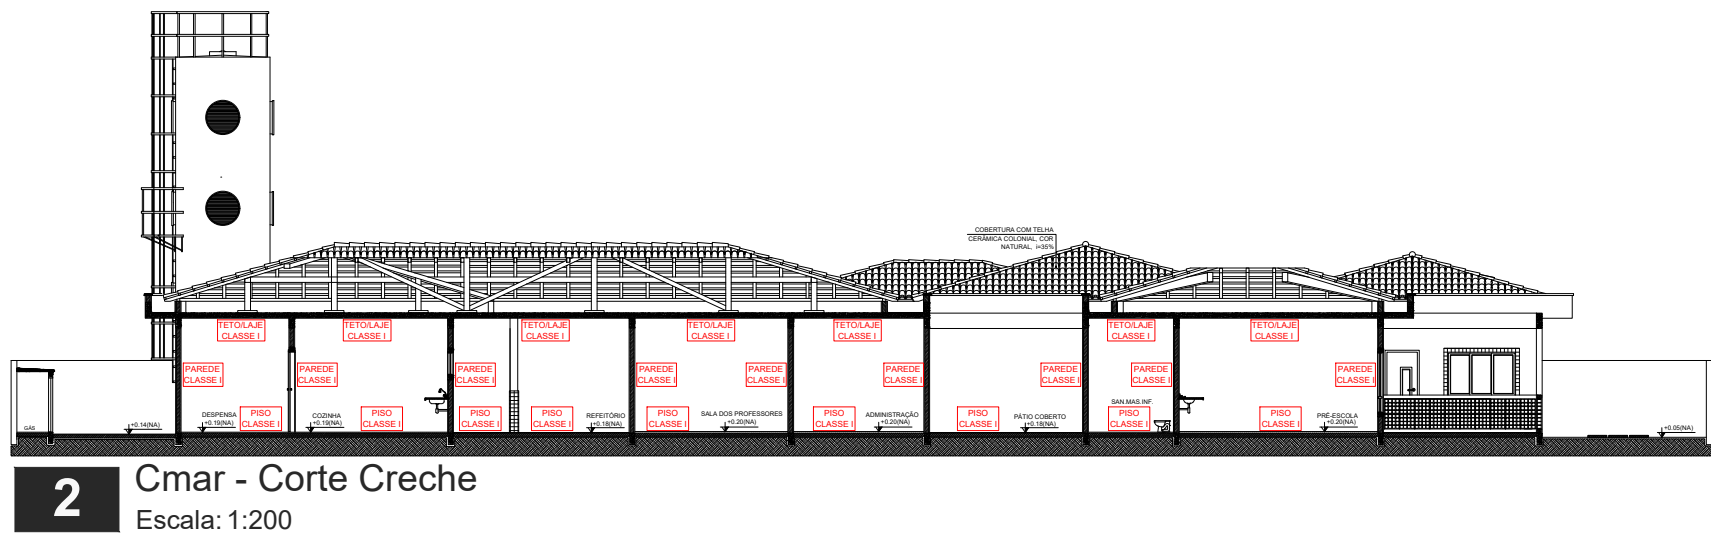 COBERTURA COM TELHA
CERÂMICA COLONIAL, COR
NATURAL, i=35%
TETO/LAJE
CLASSE I
TETO/LAJE
CLASSE I
TETO/LAJE
CLASSE I
TETO/LAJE
CLASSE I
TETO/LAJE
CLASSE I
TETO/LAJE
CLASSE I
TETO/LAJE
CLASSE I
PAREDE
CLASSE I
PAREDE
CLASSE I
PAREDE
CLASSE I
PAREDE
CLASSE I
PAREDE
CLASSE I
PAREDE
CLASSE I
PAREDE
CLASSE I
PAREDE
CLASSE I
PAREDE
CLASSE I
PAREDE
CLASSE I
GÁS
+0.14(NA)
DESPENSA
+0.19(NA)
PISO
CLASSE I
COZINHA
+0.19(NA)
PISO
CLASSE I
PISO
CLASSE I
PISO
CLASSE I
REFEITÓRIO
+0.18(NA)
PISO
CLASSE I
SALA DOS PROFESSORES
+0.20(NA)
PISO
CLASSE I
ADMINISTRAÇÃO
+0.20(NA)
PISO
CLASSE I
PÁTIO COBERTO
+0.18(NA)
SAN.MAS.INF.
PISO
CLASSE I
PISO
CLASSE I
PRÉ-ESCOLA
+0.20(NA)
+0.05(NA)
2
Cmar - Corte Creche
Escala: 1:200